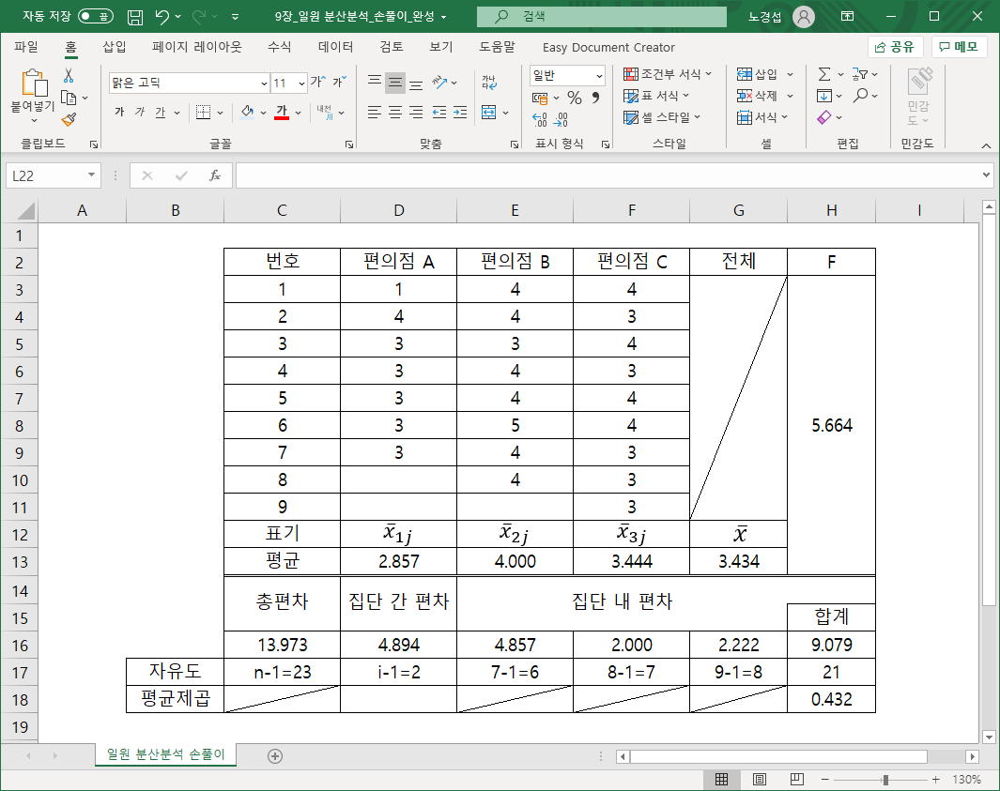 자동 저장 끔 9장_일원 분산분석_손풀이_완성 검색 노경섭
파일 홈 삽입 페이지 레이아웃 수식 데이터 검토 보기 도움말 Easy Document Creator 공유 메모
붙여넣기 맑은 고딕 11 가 가 일반 조건부 서식 삽입
표 서식 삭제
가 가 가 가 내천 % 셀 스타일 서식 민감도
클립보드 글꼴 맞춤 표시 형식 스타일 셀 편집 민감도
L22 fx
A B C D E F G H I
1
2 번호 편의점 A 편의점 B 편의점 C 전체 F
3 1 1 4 4
4 2 4 4 3
5 3 3 3 4
6 4 3 4 3
7 5 3 4 4
8 6 3 5 4 5.664
9 7 3 4 3
10 8 4 3
11 9 3
12 표기 x̄1j x̄2j x̄3j x̄
13 평균 2.857 4.000 3.444 3.434
14 총편차 집단 간 편차 집단 내 편차
15 합계
16 13.973 4.894 4.857 2.000 2.222 9.079
17 자유도 n-1=23 i-1=2 7-1=6 8-1=7 9-1=8 21
18 평균제곱 0.432
19
일원 분산분석 손풀이
130%